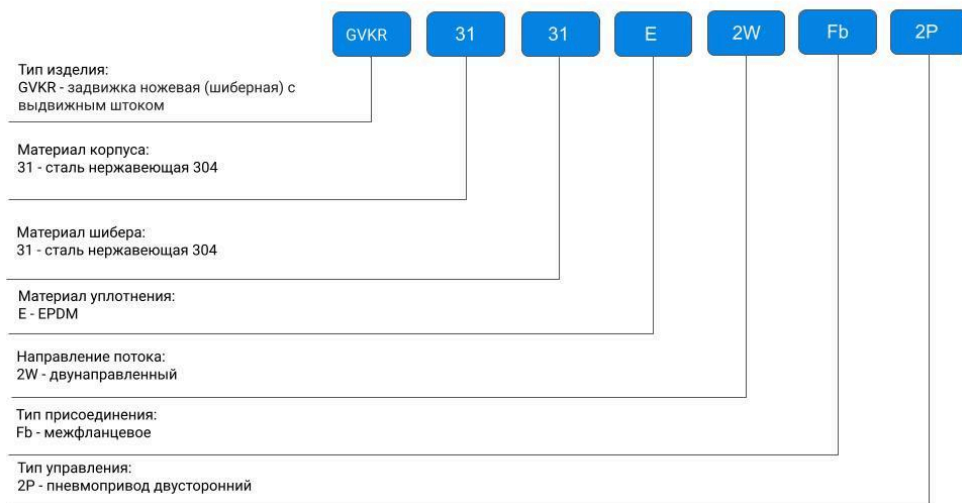 GVKR 31 31 E 2W Fb 2P
Тип изделия:
GVKR - задвижка ножевая (шиберная) с
выдвижным штоком
Материал корпуса:
31 - сталь нержавеющая 304
Материал шибера:
31 - сталь нержавеющая 304
Материал уплотнения:
E - EPDM
Направление потока:
2W - двунаправленный
Тип присоединения:
Fb - межфланцевое
Тип управления:
2P - пневмопривод двусторонний